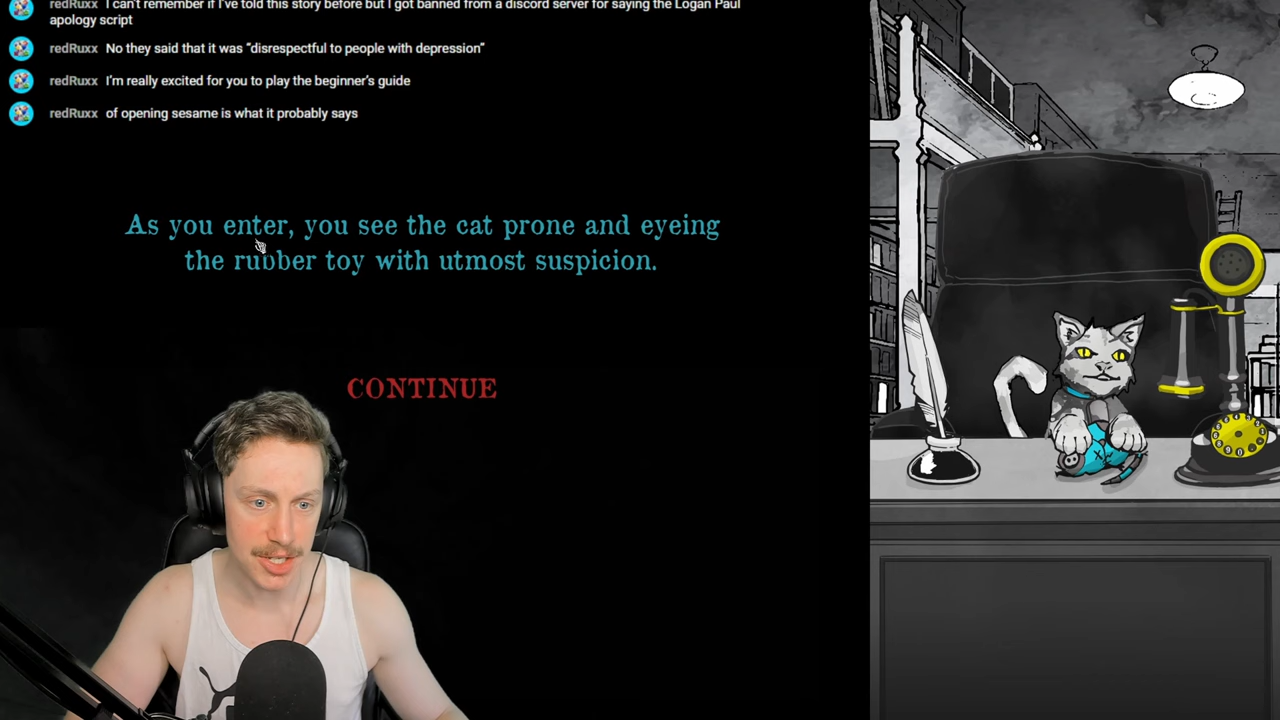 redRuxx I can't remember if I've told this story before but I got banned from a discord server for saying the Logan Paul
apology script
redRuxx No they said that it was “disrespectful to people with depression”
redRuxx I'm really excited for you to play the beginner's guide
redRuxx of opening sesame is what it probably says
As you enter, you see the cat prone and eyeing
the rubber toy with utmost suspicion.
CONTINUE